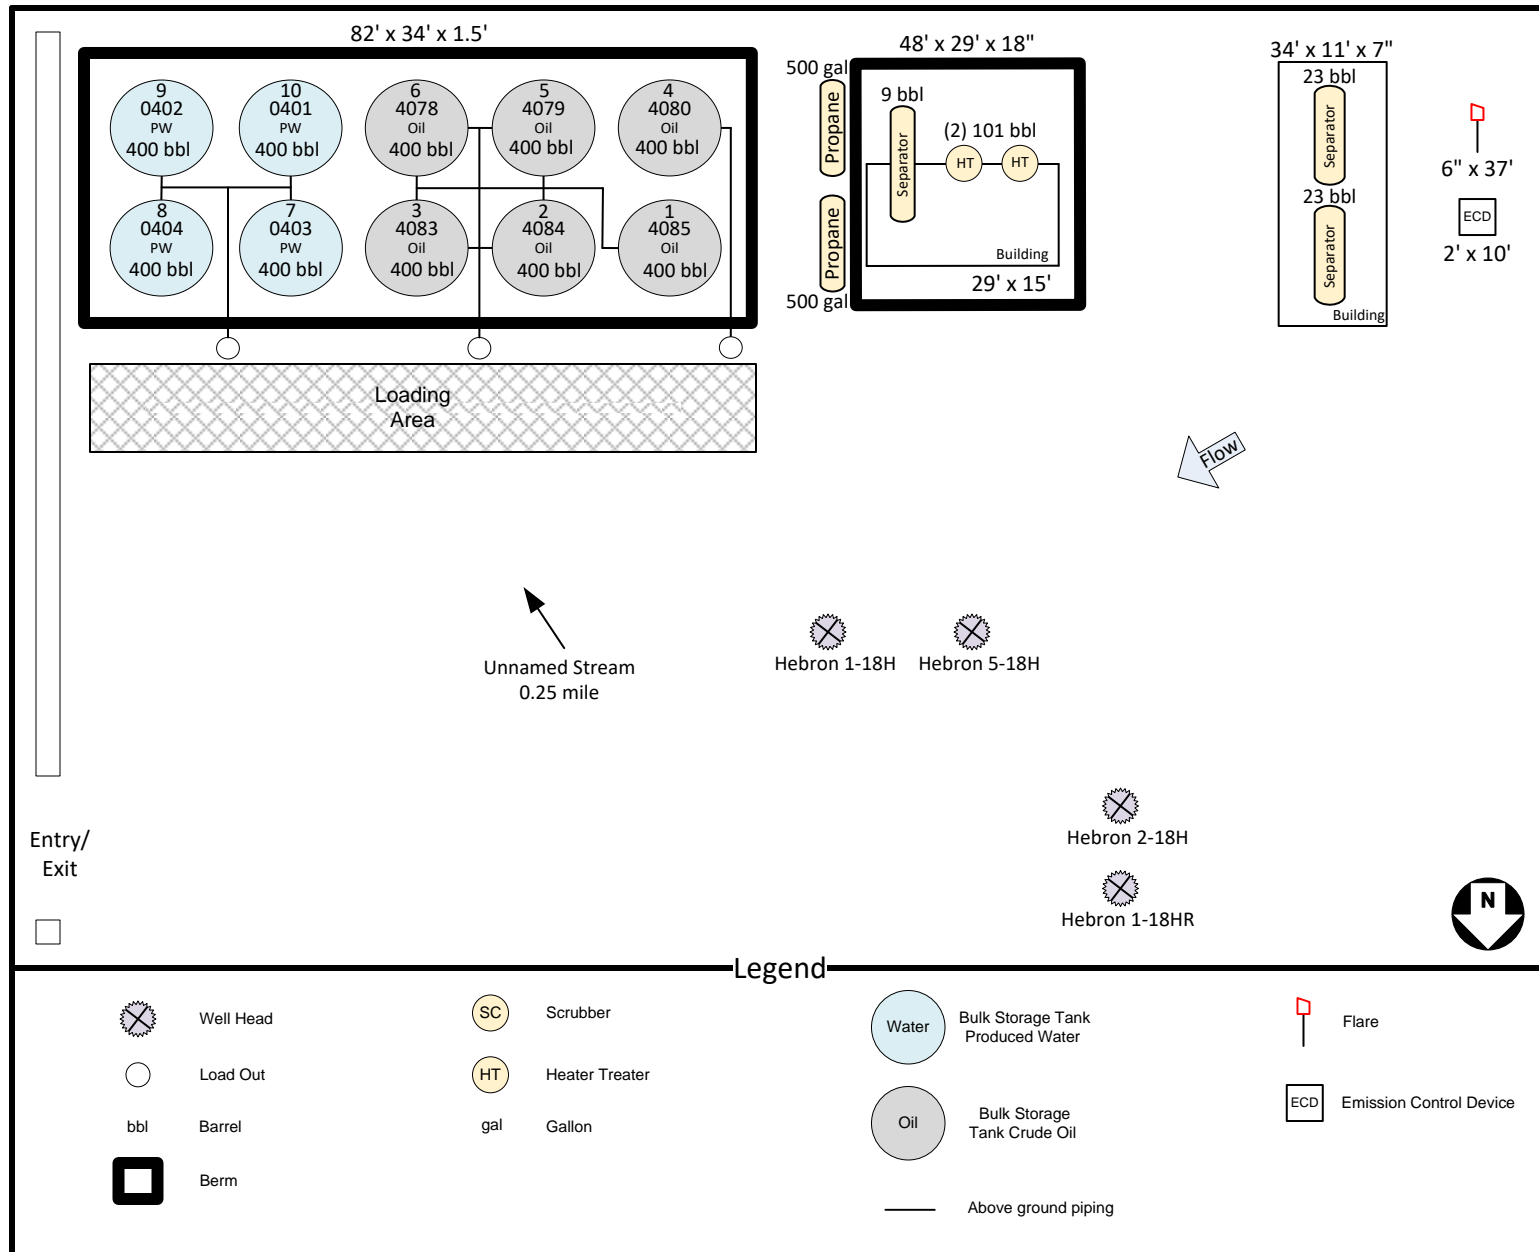 82' x 34' x 1.5'
9
0402
PW
400 bbl
10
0401
PW
400 bbl
6
4078
Oil
400 bbl
5
4079
Oil
400 bbl
4
4080
Oil
400 bbl
8
0404
PW
400 bbl
7
0403
PW
400 bbl
3
4083
Oil
400 bbl
2
4084
Oil
400 bbl
1
4085
Oil
400 bbl
Loading
Area
500 gal
Propane
Propane
500 gal
48' x 29' x 18"
9 bbl
Separator
(2) 101 bbl
HT
HT
Building
29' x 15'
34' x 11' x 7"
23 bbl
Separator
23 bbl
Separator
Building
6" x 37'
ECD
2' x 10'
Flow
Unnamed Stream
0.25 mile
Hebron 1-18H
Hebron 5-18H
Hebron 2-18H
Hebron 1-18HR
Entry/
Exit
N
Legend
Well Head
Load Out
bbl Barrel
Berm
SC Scrubber
HT Heater Treater
gal Gallon
Water
Bulk Storage Tank
Produced Water
Oil
Bulk Storage
Tank Crude Oil
Above ground piping
Flare
ECD Emission Control Device